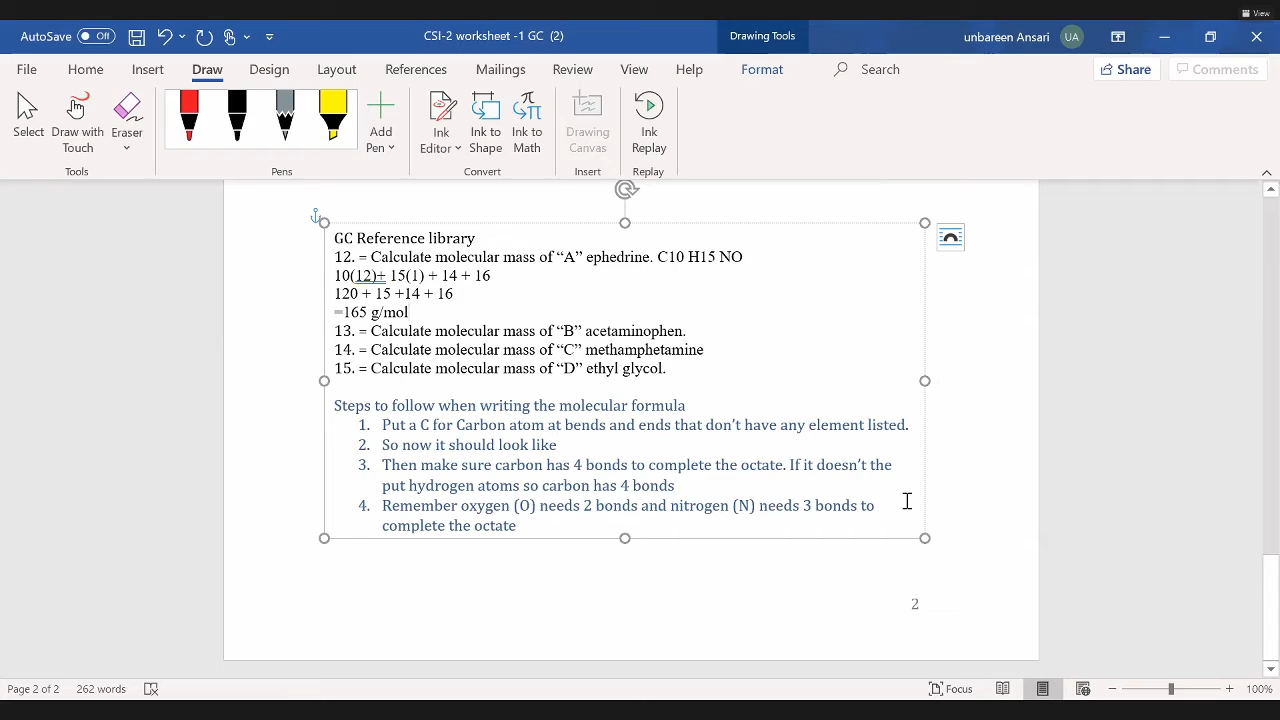 View
AutoSave Off
CSI-2 worksheet -1 GC (2)
Drawing Tools
unbareen Ansari UA
File Home Insert Draw Design Layout References Mailings Review View Help Format Search Share Comments
Select Draw with Touch Eraser Add Pen Ink Editor Ink to Shape Ink to Math Drawing Canvas Ink Replay
Tools Pens Convert Insert Replay
GC Reference library
12. = Calculate molecular mass of “A” ephedrine. C10 H15 NO
10(12)+ 15(1) + 14 + 16
120 + 15 +14 + 16
=165 g/mol
13. = Calculate molecular mass of “B” acetaminophen.
14. = Calculate molecular mass of “C” methamphetamine
15. = Calculate molecular mass of “D” ethyl glycol.
Steps to follow when writing the molecular formula
1. Put a C for Carbon atom at bends and ends that don’t have any element listed.
2. So now it should look like
3. Then make sure carbon has 4 bonds to complete the octate. If it doesn’t the
put hydrogen atoms so carbon has 4 bonds
4. Remember oxygen (O) needs 2 bonds and nitrogen (N) needs 3 bonds to
complete the octate
2
Page 2 of 2 262 words Focus 100%